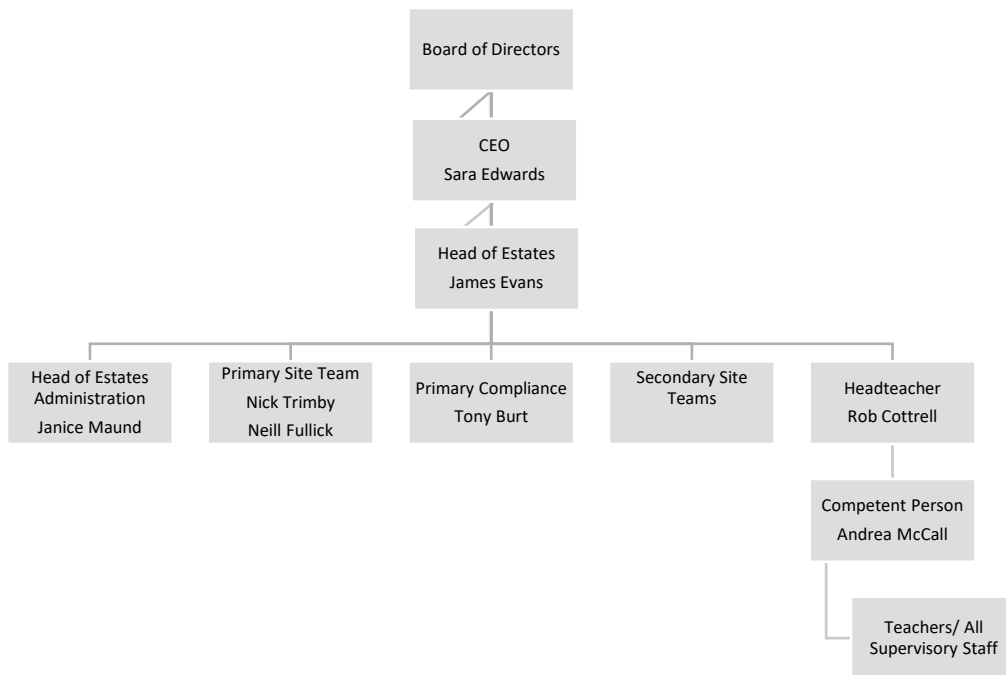 Board of Directors
CEO
Sara Edwards
Head of Estates
James Evans
Head of Estates
Administration
Janice Maund
Primary Site Team
Nick Trimby
Neill Fullick
Primary Compliance
Tony Burt
Secondary Site
Teams
Headteacher
Rob Cottrell
Competent Person
Andrea McCall
Teachers/ All
Supervisory Staff